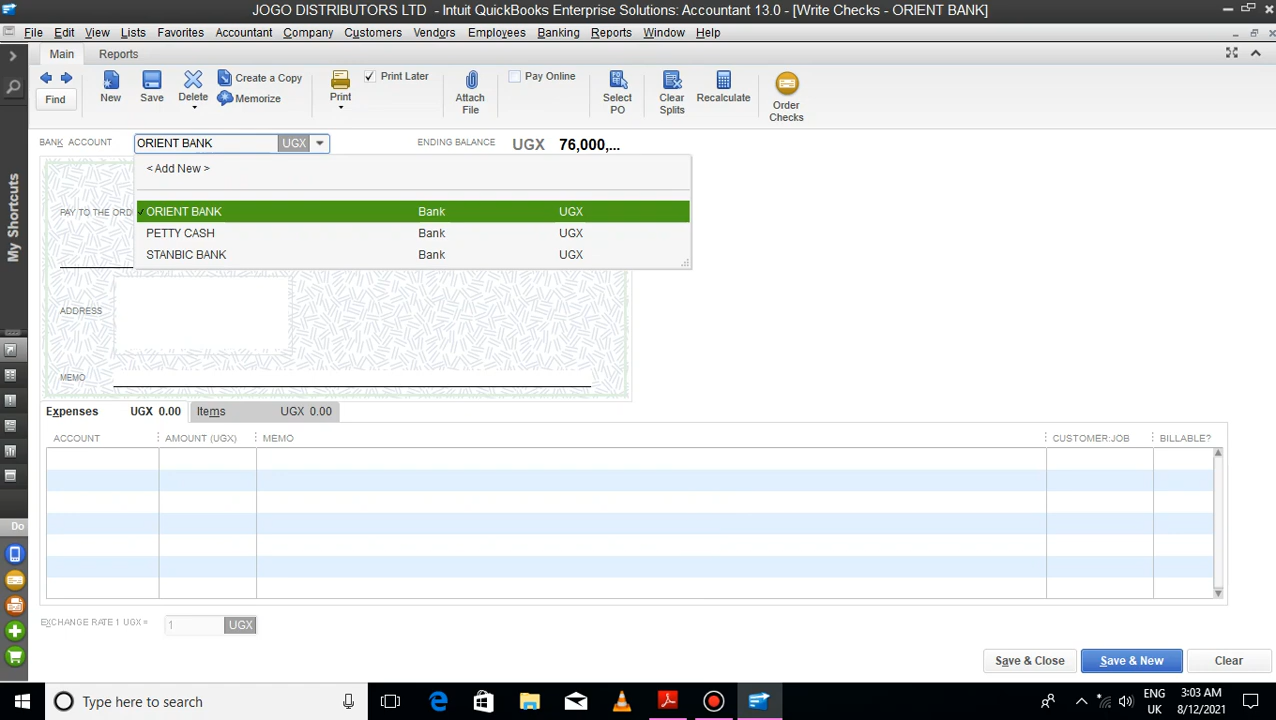 JOGO DISTRIBUTORS LTD - Intuit QuickBooks Enterprise Solutions: Accountant 13.0 - [Write Checks - ORIENT BANK]
File Edit View Lists Favorites Accountant Company Customers Vendors Employees Banking Reports Window Help
Main Reports
Find
New
Save
Delete
Create a Copy
Memorize
Print
Print Later
Attach File
Pay Online
Select PO
Clear Splits
Recalculate
Order Checks
BANK ACCOUNT ORIENT BANK UGX ENDING BALANCE UGX 76,000,...
< Add New >
PAY TO THE ORD
ORIENT BANK Bank UGX
PETTY CASH Bank UGX
STANBIC BANK Bank UGX
ADDRESS
MEMO
My Shortcuts
Expenses UGX 0.00 Items UGX 0.00
ACCOUNT AMOUNT (UGX) MEMO CUSTOMER:JOB BILLABLE?
Do
EXCHANGE RATE 1 UGX = 1 UGX
Save & Close Save & New Clear
Type here to search
ENG
UK
3:03 AM
8/12/2021